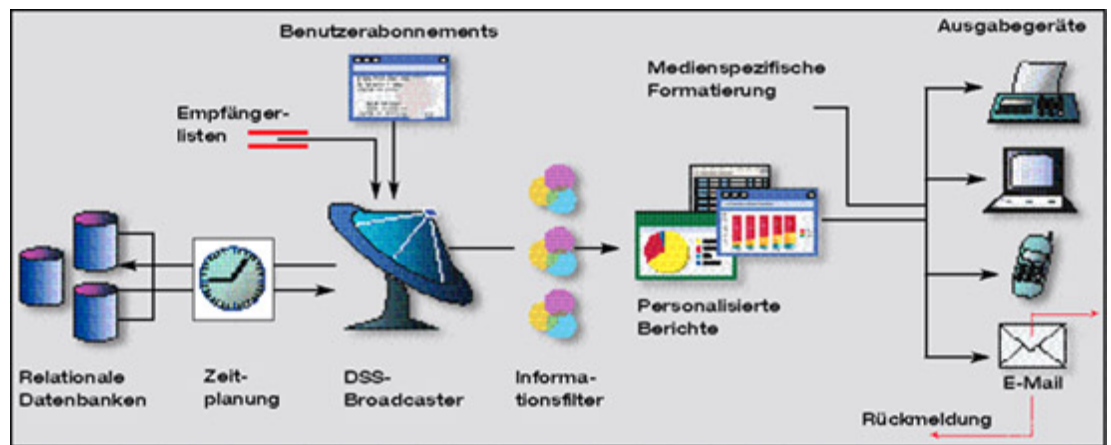 Benutzerabonnements
Ausgabegeräte
Medienspezifische
Formatierung
Empfänger-
listen
Personalisierte
Berichte
Relationale
Datenbanken
Zeit-
planung
DSS-
Broadcaster
Informa-
tionsfilter
E-Mail
Rückmeldung